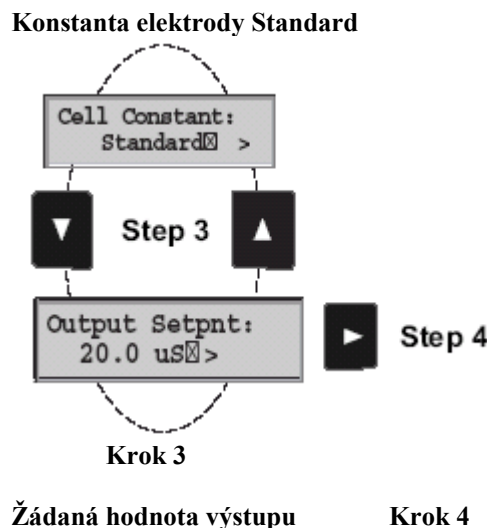 Konstanta elektrody Standard
Cell Constant:
Standard☒ >
Step 3
Output Setpnt:
20.0 uS☒>
Step 4
Krok 3
Žádaná hodnota výstupu Krok 4